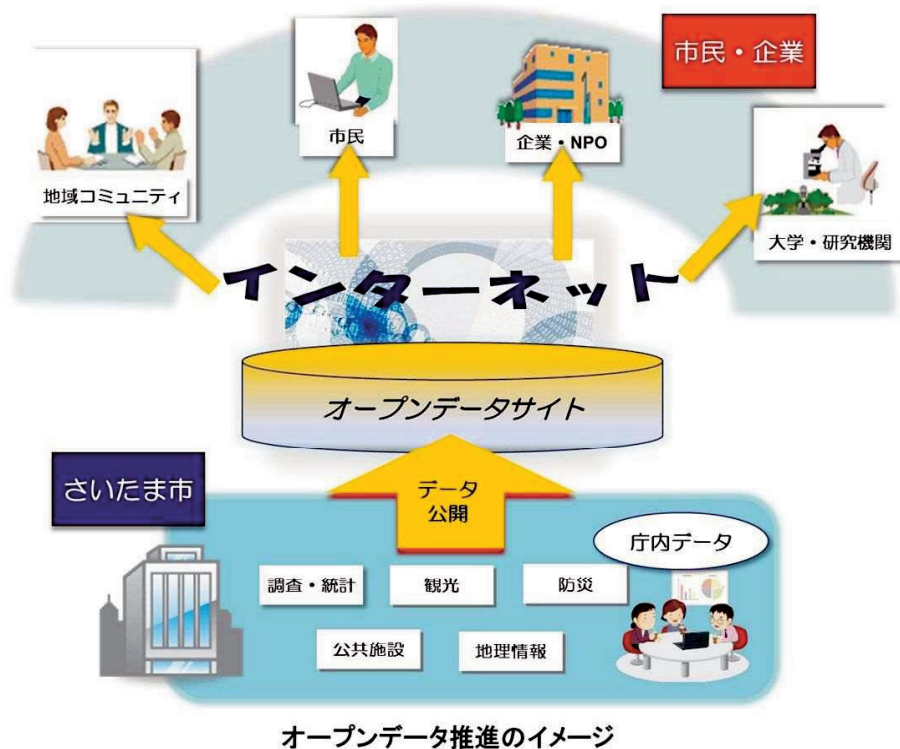 市民・企業
市民
企業・NPO
地域コミュニティ
大学・研究機関
インターネット
オープンデータサイト
さいたま市
データ
公開
庁内データ
調査・統計
観光
防災
公共施設
地理情報
オープンデータ推進のイメージ